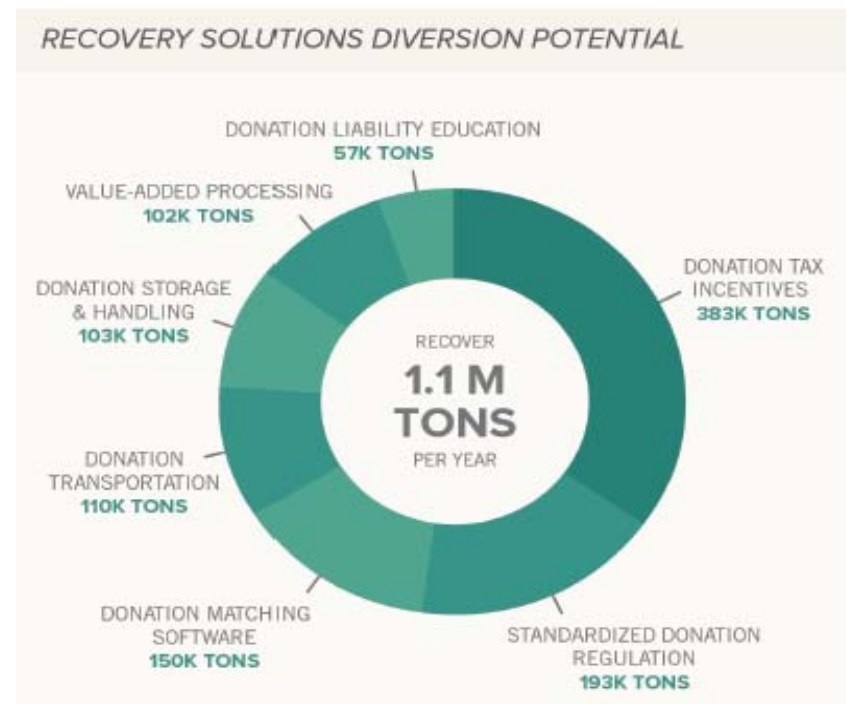 RECOVERY SOLUTIONS DIVERSION POTENTIAL
DONATION LIABILITY EDUCATION
57K TONS
VALUE-ADDED PROCESSING
102K TONS
DONATION STORAGE
& HANDLING
103K TONS
DONATION
TRANSPORTATION
110K TONS
DONATION MATCHING
SOFTWARE
150K TONS
STANDARDIZED DONATION
REGULATION
193K TONS
DONATION TAX
INCENTIVES
383K TONS
RECOVER
1.1 M
TONS
PER YEAR